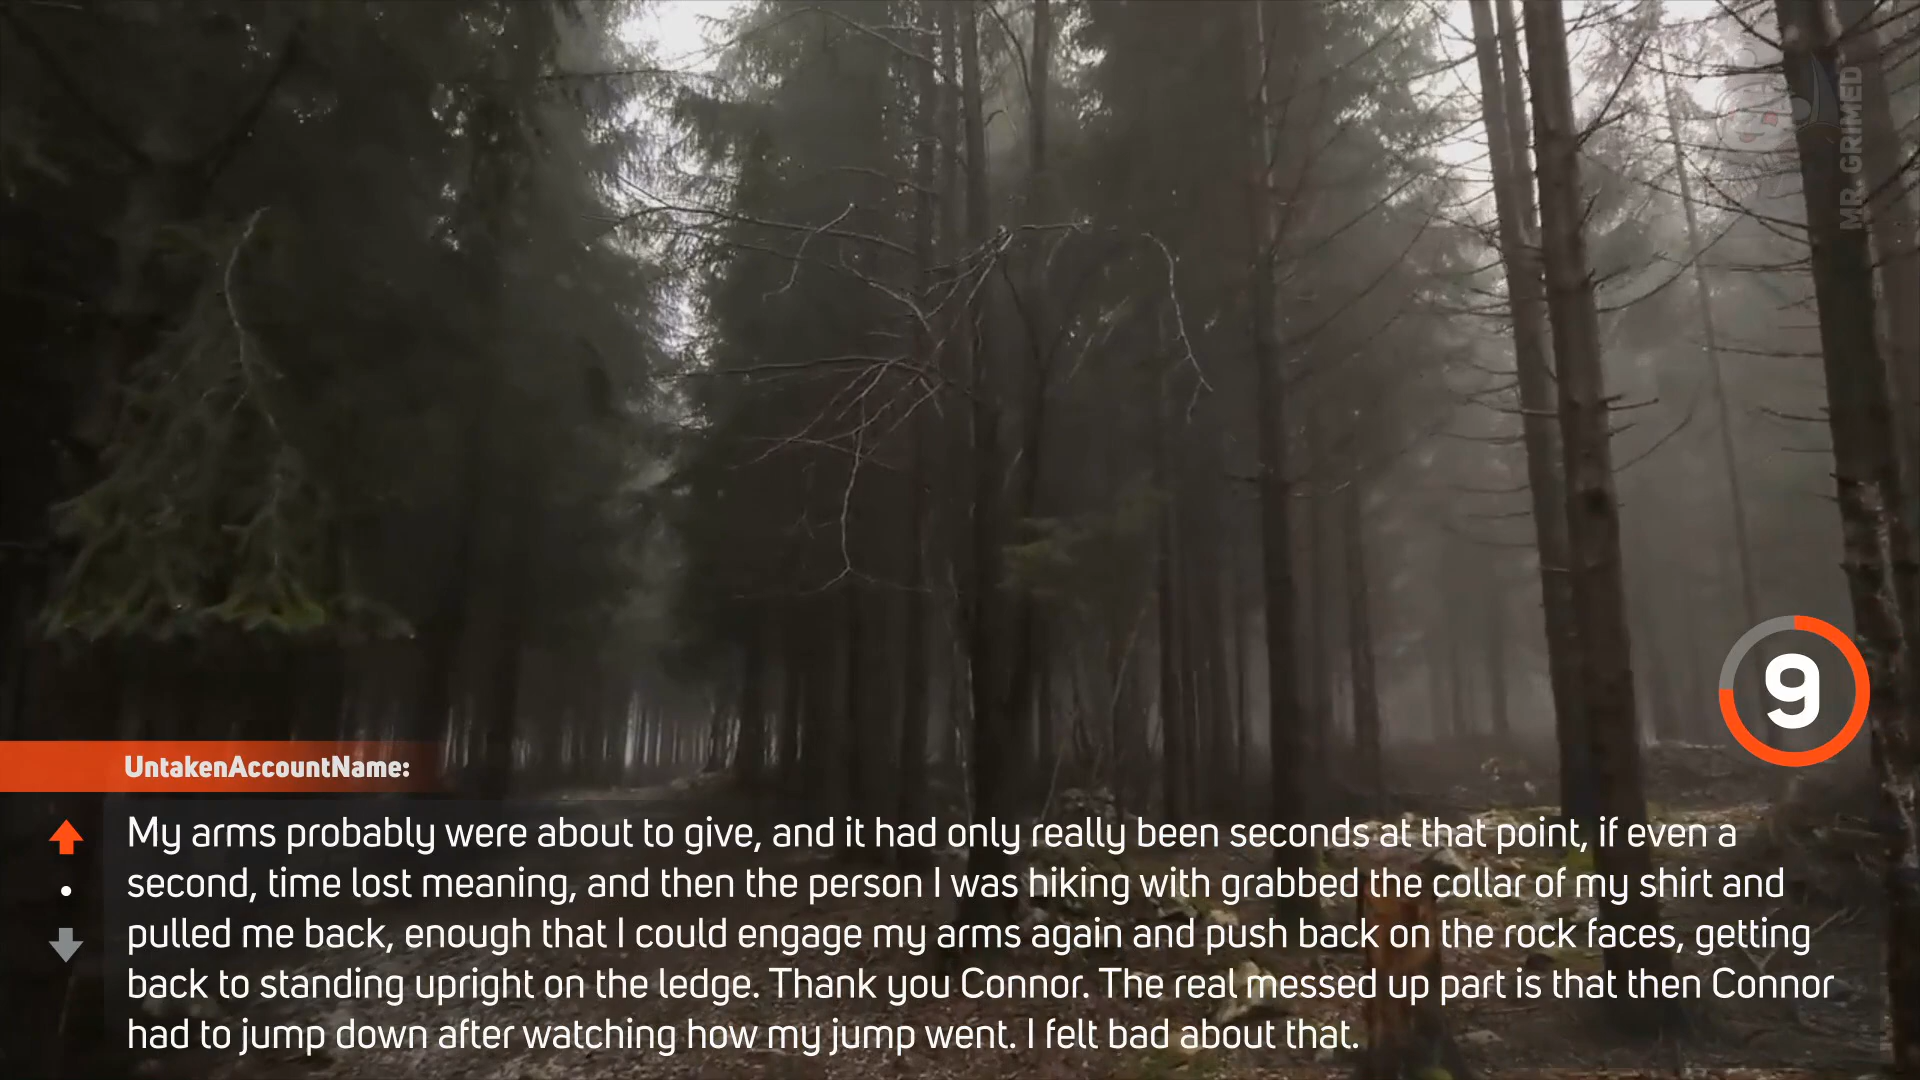 MR. GRIMED
9
UntakenAccountName:
My arms probably were about to give, and it had only really been seconds at that point, if even a
second, time lost meaning, and then the person I was hiking with grabbed the collar of my shirt and
pulled me back, enough that I could engage my arms again and push back on the rock faces, getting
back to standing upright on the ledge. Thank you Connor. The real messed up part is that then Connor
had to jump down after watching how my jump went. I felt bad about that.